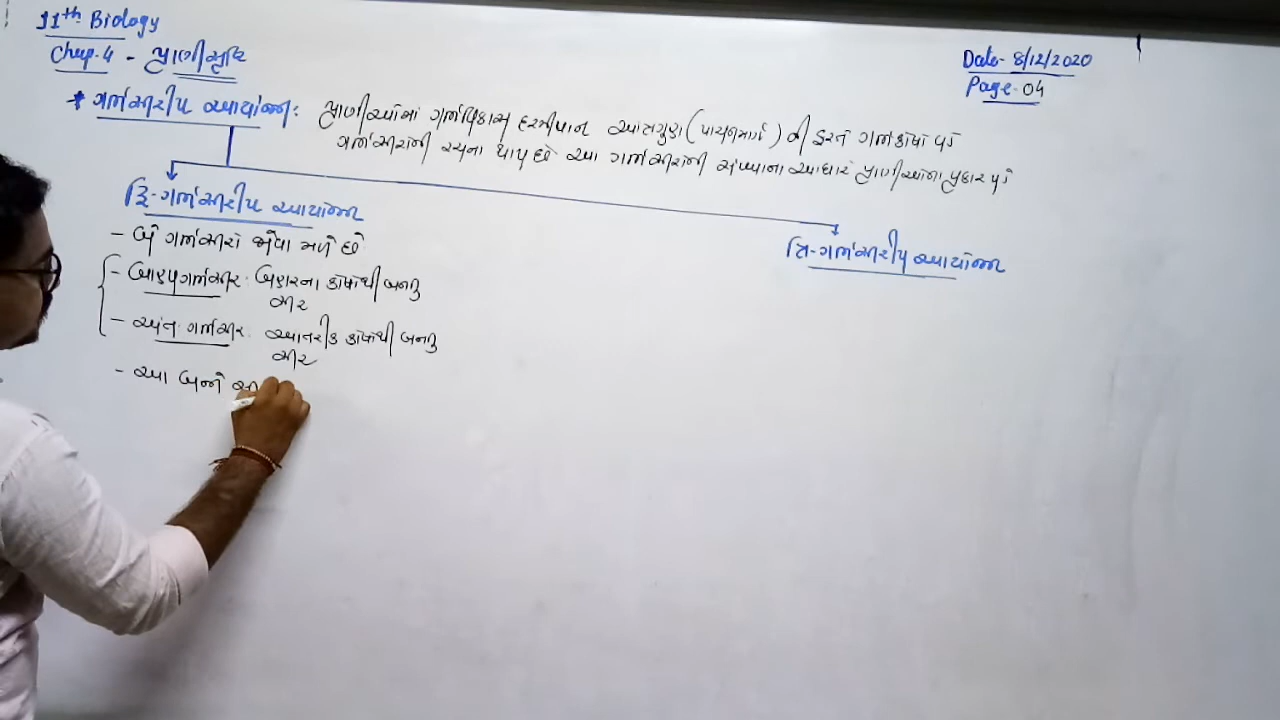 11th Biology
Chap-4 - પ્રાણીસૃષ્ટિ
Date- 8/12/2020
Page- 04
* ગર્ભસ્તરીય આયોજન: પ્રાણીઓમાં ગર્ભવિકાસ દરમીયાન આંત્રગુહા (પાચનમાર્ગ) ની ફરતે ગર્ભકોષો વડે
ગર્ભસ્તરોની રચના થાય છે આ ગર્ભસ્તરોની સંખ્યાના આધારે પ્રાણીઓના પ્રકાર પડે
દ્વિ-ગર્ભસ્તરીય આયોજન
ત્રિ-ગર્ભસ્તરીય આયોજન
- બે ગર્ભસ્તરો જોવા મળે છે
- બાહ્યગર્ભસ્તર: બહારના કોષોથી બનતુ
સ્તર
- અંતઃગર્ભસ્તર: આંતરીક કોષોથી બનતુ
સ્તર
- આ બન્ને